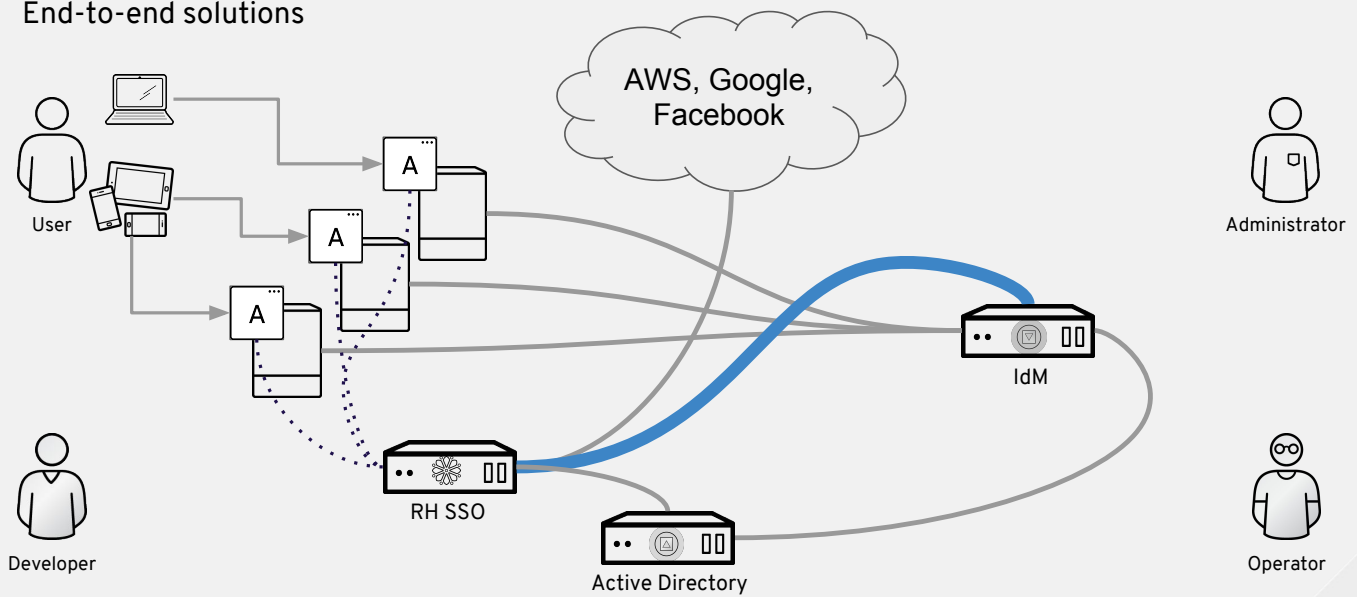 End-to-end solutions
AWS, Google,
Facebook
A
User
Administrator
A
A
IdM
RH SSO
Developer
Operator
Active Directory